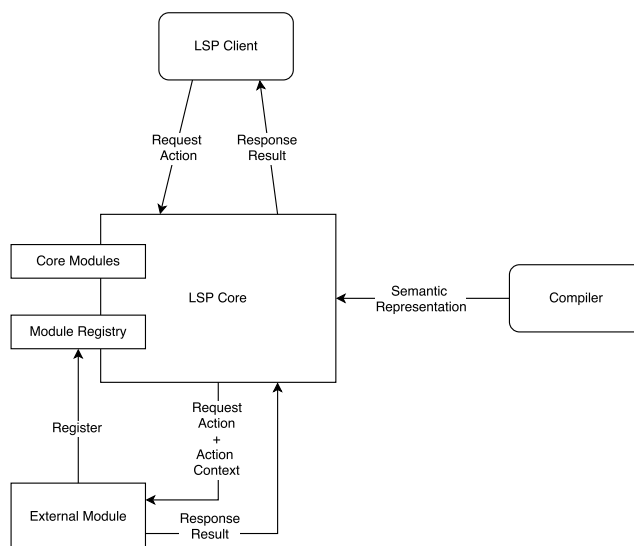 LSP Client
Request
Action
Response
Result
Core Modules
LSP Core
Semantic
Representation
Compiler
Module Registry
Request
Action
+
Action
Context
Register
External Module
Response
Result